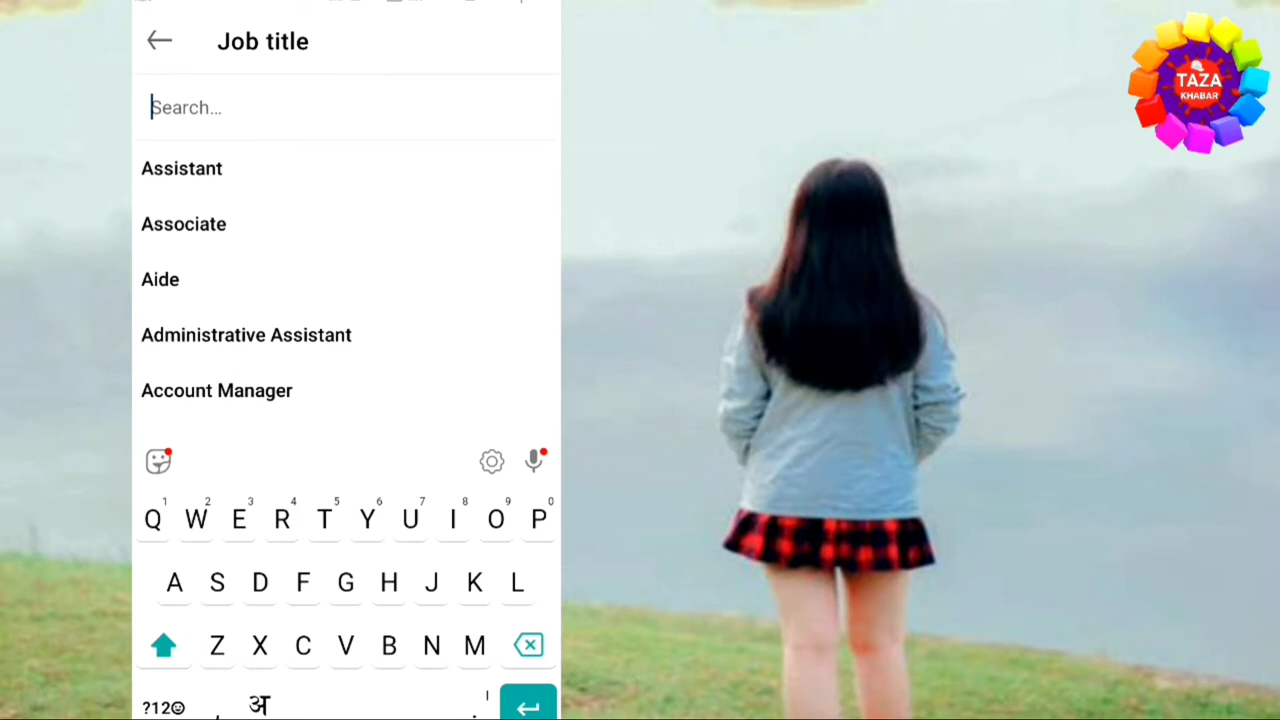 Job title
Search...
Assistant
Associate
Aide
Administrative Assistant
Account Manager
1 2 3 4 5 6 7 8 9 0
Q W E R T Y U I O P
A S D F G H J K L
Z X C V B N M
?12 , अ . !
TAZA
KHABAR